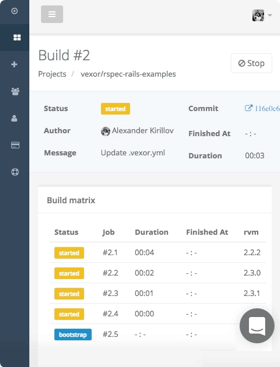 Build #2
Projects / vexor/rspec-rails-examples
Stop
Status started Commit
Author Alexander Kirillov Finished At - : -
Message Update .vexor.yml Duration 00:03
Build matrix
Status Job Duration Finished At rvm
started #2.1 00:04 - : - 2.2.2
started #2.2 00:02 - : - 2.3.0
started #2.3 00:01 - : - 2.3.1
started #2.4 00:00 - : -
bootstrap #2.5 - : - - : -